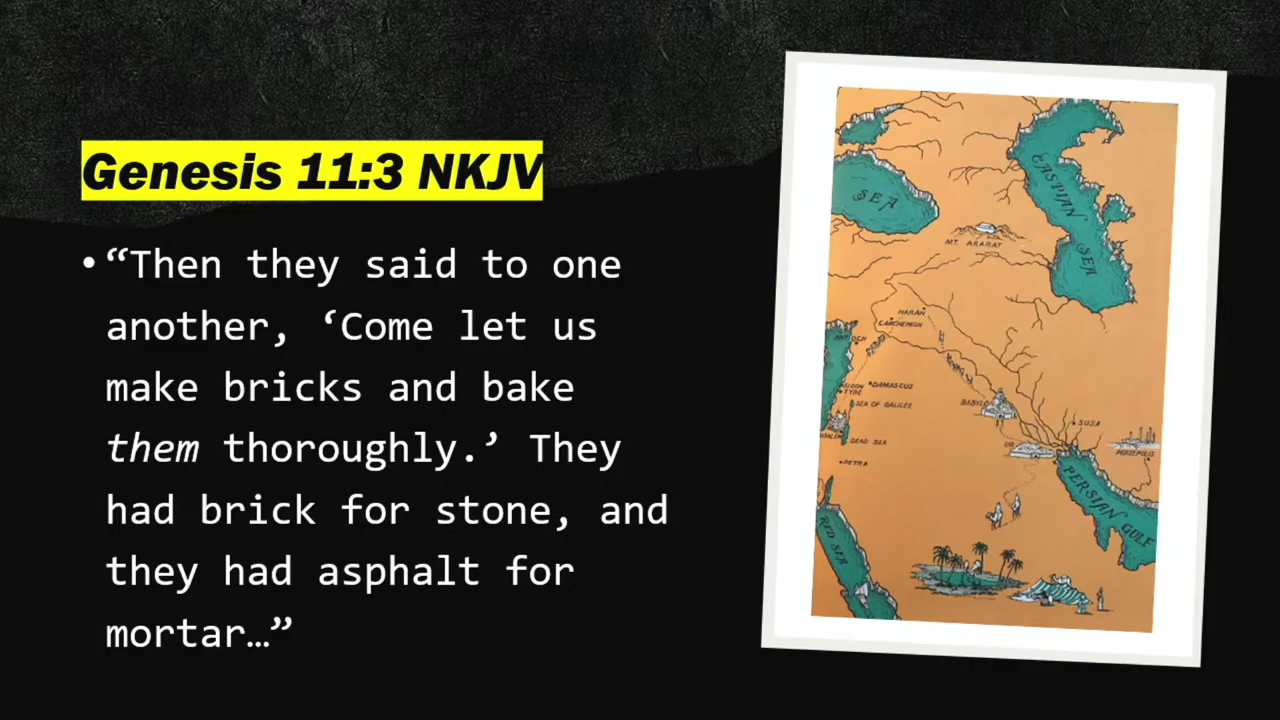 Genesis 11:3 NKJV
• “Then they said to one
another, ‘Come let us
make bricks and bake
them thoroughly.’ They
had brick for stone, and
they had asphalt for
mortar…”
SEA
CASPIAN
SEA
MT. ARARAT
HARAN
CARCHEMISH
ANTIOCH
DAMASCUS
TYRE
SEA OF GALILEE
BABYLON
SUSA
DEAD SEA
UR
PERSEPOLIS
PETRA
PERSIAN GULF
RED SEA